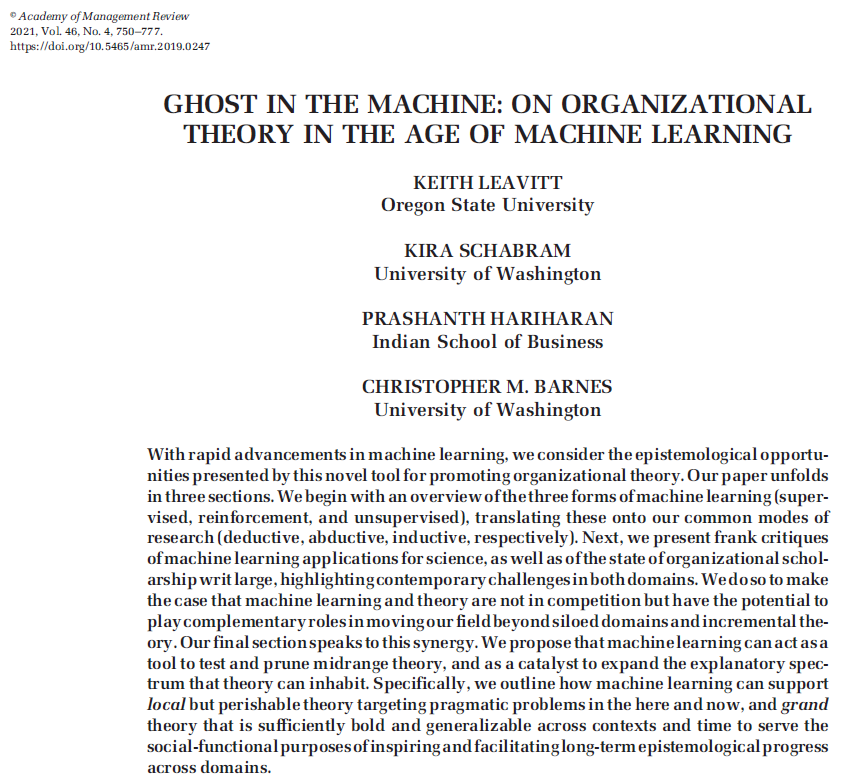 © Academy of Management Review
2021, Vol. 46, No. 4, 750–777.
https://doi.org/10.5465/amr.2019.0247
GHOST IN THE MACHINE: ON ORGANIZATIONAL
THEORY IN THE AGE OF MACHINE LEARNING
KEITH LEAVITT
Oregon State University
KIRA SCHABRAM
University of Washington
PRASHANTH HARIHARAN
Indian School of Business
CHRISTOPHER M. BARNES
University of Washington
With rapid advancements in machine learning, we consider the epistemological opportu-
nities presented by this novel tool for promoting organizational theory. Our paper unfolds
in three sections. We begin with an overview of the three forms of machine learning (super-
vised, reinforcement, and unsupervised), translating these onto our common modes of
research (deductive, abductive, inductive, respectively). Next, we present frank critiques
of machine learning applications for science, as well as of the state of organizational schol-
arship writ large, highlighting contemporary challenges in both domains. We do so to make
the case that machine learning and theory are not in competition but have the potential to
play complementary roles in moving our field beyond siloed domains and incremental the-
ory. Our final section speaks to this synergy. We propose that machine learning can act as a
tool to test and prune midrange theory, and as a catalyst to expand the explanatory spec-
trum that theory can inhabit. Specifically, we outline how machine learning can support
local but perishable theory targeting pragmatic problems in the here and now, and grand
theory that is sufficiently bold and generalizable across contexts and time to serve the
social-functional purposes of inspiring and facilitating long-term epistemological progress
across domains.